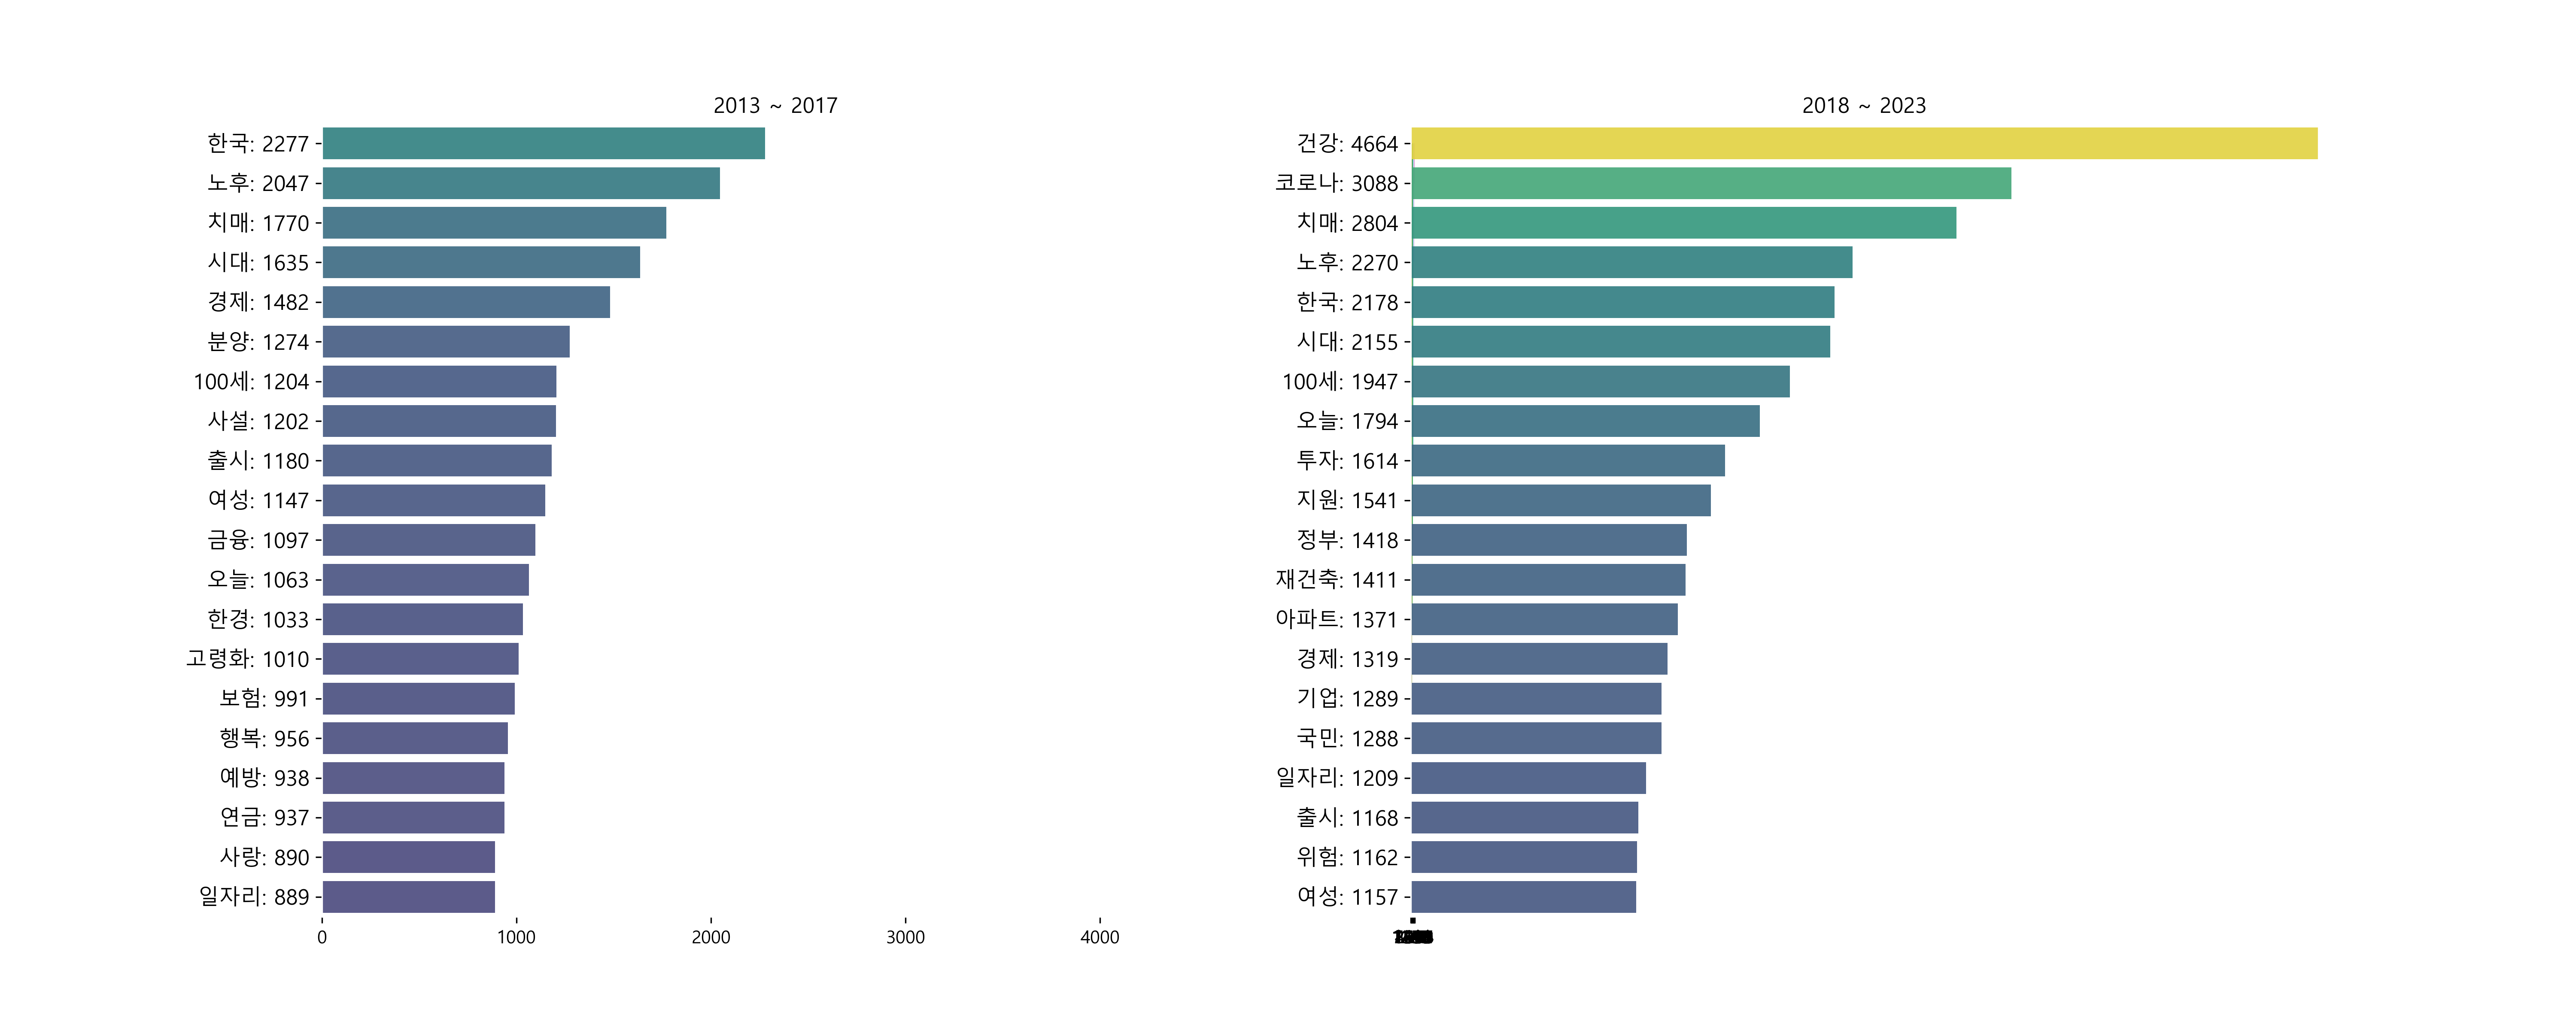 2013 ~ 2017
한국: 2277
노후: 2047
치매: 1770
시대: 1635
경제: 1482
분양: 1274
100세: 1204
사설: 1202
출시: 1180
여성: 1147
금융: 1097
오늘: 1063
한경: 1033
고령화: 1010
보험: 991
행복: 956
예방: 938
연금: 937
사랑: 890
일자리: 889
0 1000 2000 3000 4000
2018 ~ 2023
건강: 4664
코로나: 3088
치매: 2804
노후: 2270
한국: 2178
시대: 2155
100세: 1947
오늘: 1794
투자: 1614
지원: 1541
정부: 1418
재건축: 1411
아파트: 1371
경제: 1319
기업: 1289
국민: 1288
일자리: 1209
출시: 1168
위험: 1162
여성: 1157